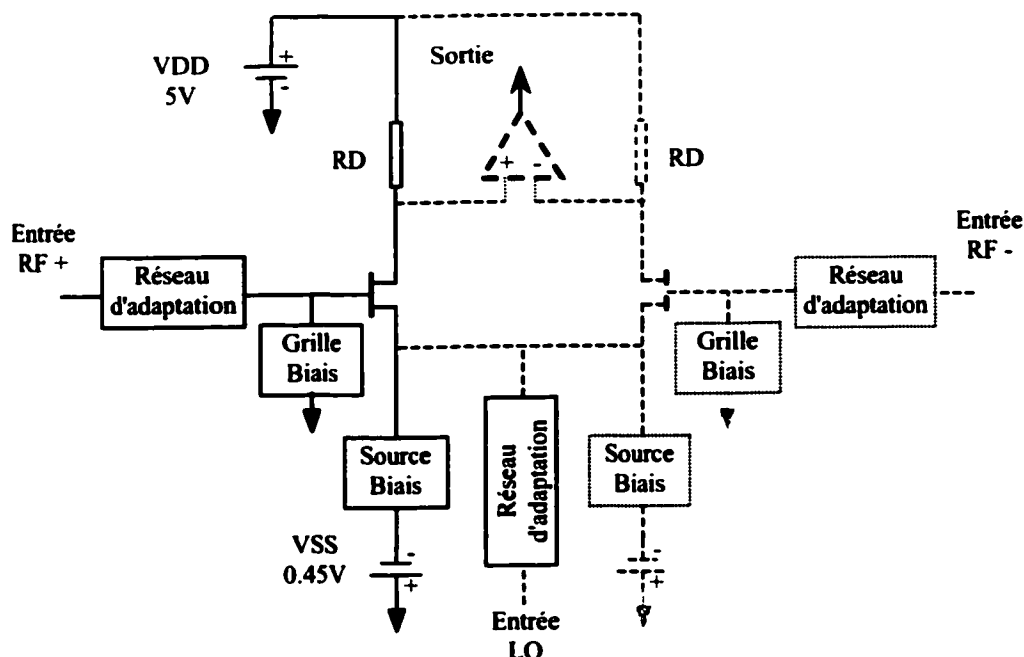 Sortie
VDD
5V
+
-
RD
+ -
RD
Entrée
RF +
Réseau
d'adaptation
Grille
Biais
Entrée
RF -
Réseau
d'adaptation
Grille
Biais
Source
Biais
Réseau
d'adaptation
Source
Biais
VSS
0.45V
-
+
-
+
Entrée
LO